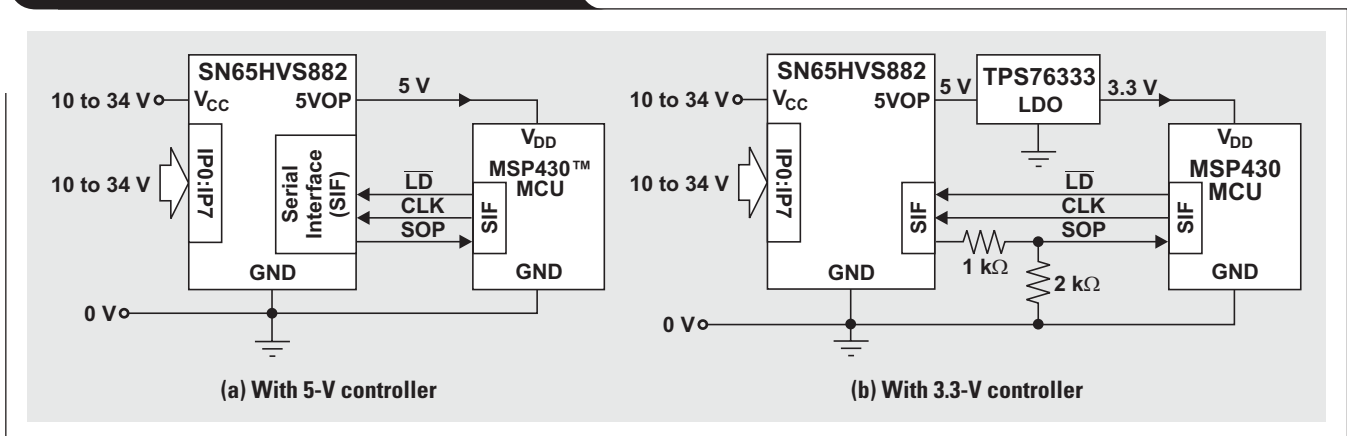 SN65HVS882
10 to 34 V
VCC
5VOP
5 V
IP0:IP7
10 to 34 V
Serial
Interface
(SIF)
VDD
MSP430™
MCU
LD
CLK
SOP
SIF
GND
GND
0 V
(a) With 5-V controller
SN65HVS882
10 to 34 V
VCC
5VOP
5 V
TPS76333
LDO
3.3 V
IP0:IP7
10 to 34 V
VDD
MSP430
MCU
LD
CLK
SOP
SIF
SIF
1 kΩ
2 kΩ
GND
GND
0 V
(b) With 3.3-V controller